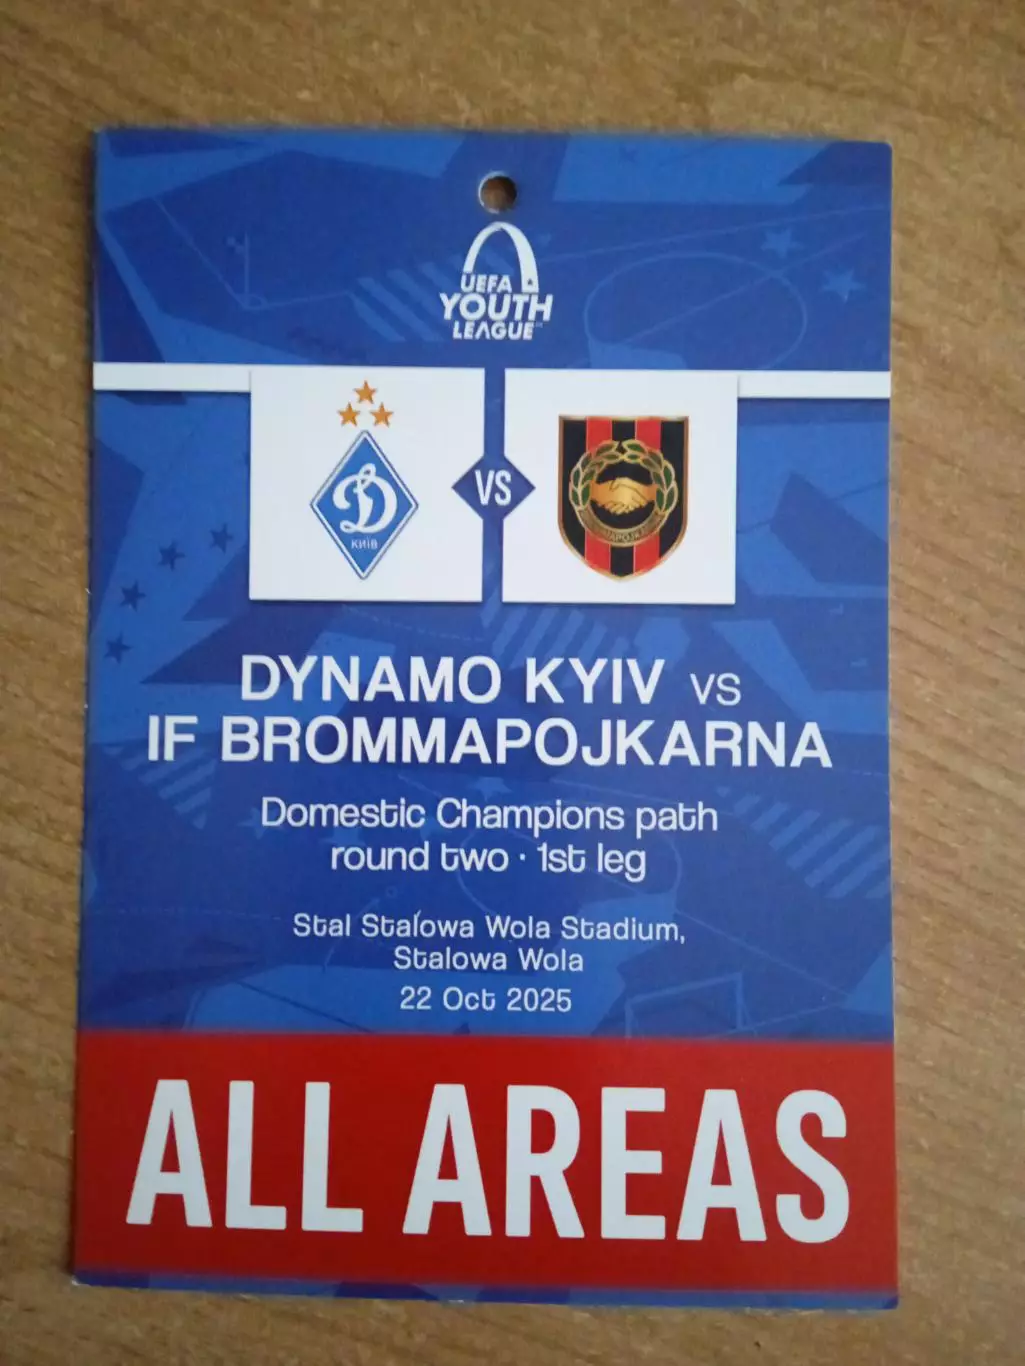 UEFA
YOUTH
LEAGUE
Д
КИЇВ
VS
BROMMAPOJKARNA
DYNAMO KYIV VS
IF BROMMAPOJKARNA
Domestic Champions path
round two · 1st leg
Stal Stalowa Wola Stadium,
Stalowa Wola
22 Oct 2025
ALL AREAS